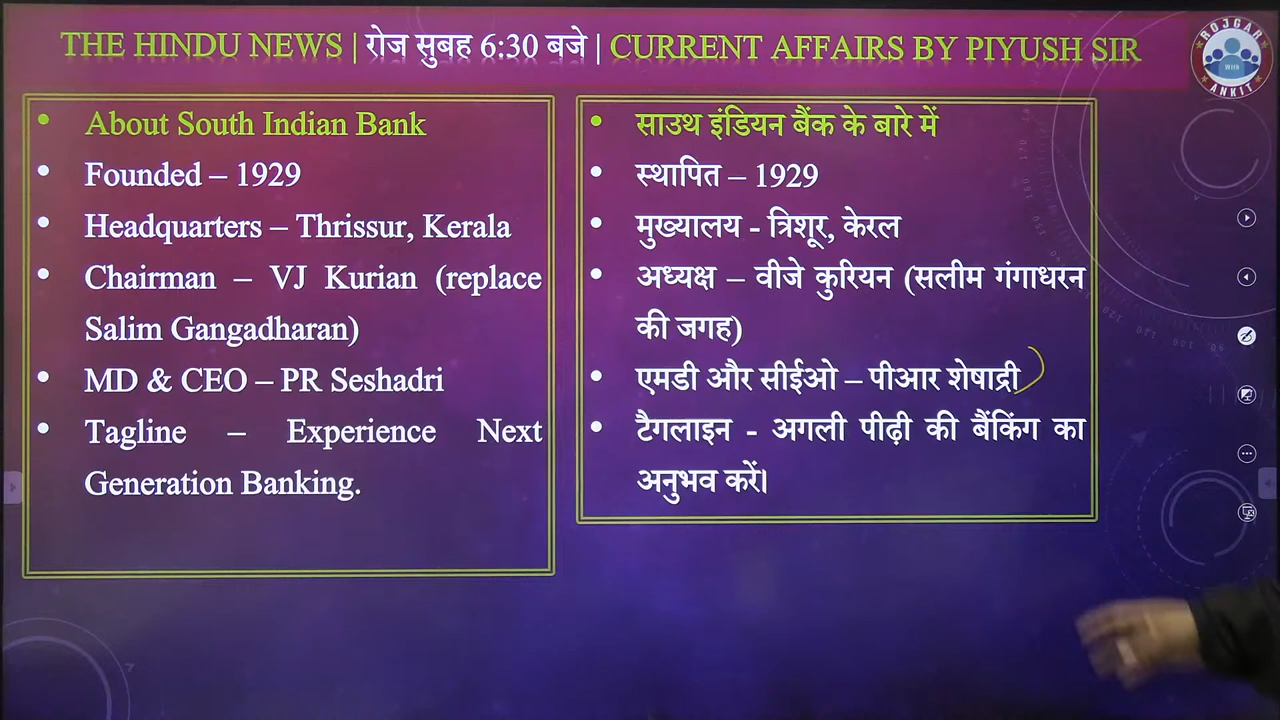 THE HINDU NEWS | रोज सुबह 6:30 बजे | CURRENT AFFAIRS BY PIYUSH SIR
ROJGAR
With
ANKIT
• About South Indian Bank
• Founded – 1929
• Headquarters – Thrissur, Kerala
• Chairman – VJ Kurian (replace
Salim Gangadharan)
• MD & CEO – PR Seshadri
• Tagline – Experience Next
Generation Banking.
• साउथ इंडियन बैंक के बारे में
• स्थापित – 1929
• मुख्यालय - त्रिशूर, केरल
• अध्यक्ष – वीजे कुरियन (सलीम गंगाधरन
की जगह)
• एमडी और सीईओ – पीआर शेषाद्री
• टैगलाइन - अगली पीढ़ी की बैंकिंग का
अनुभव करें।